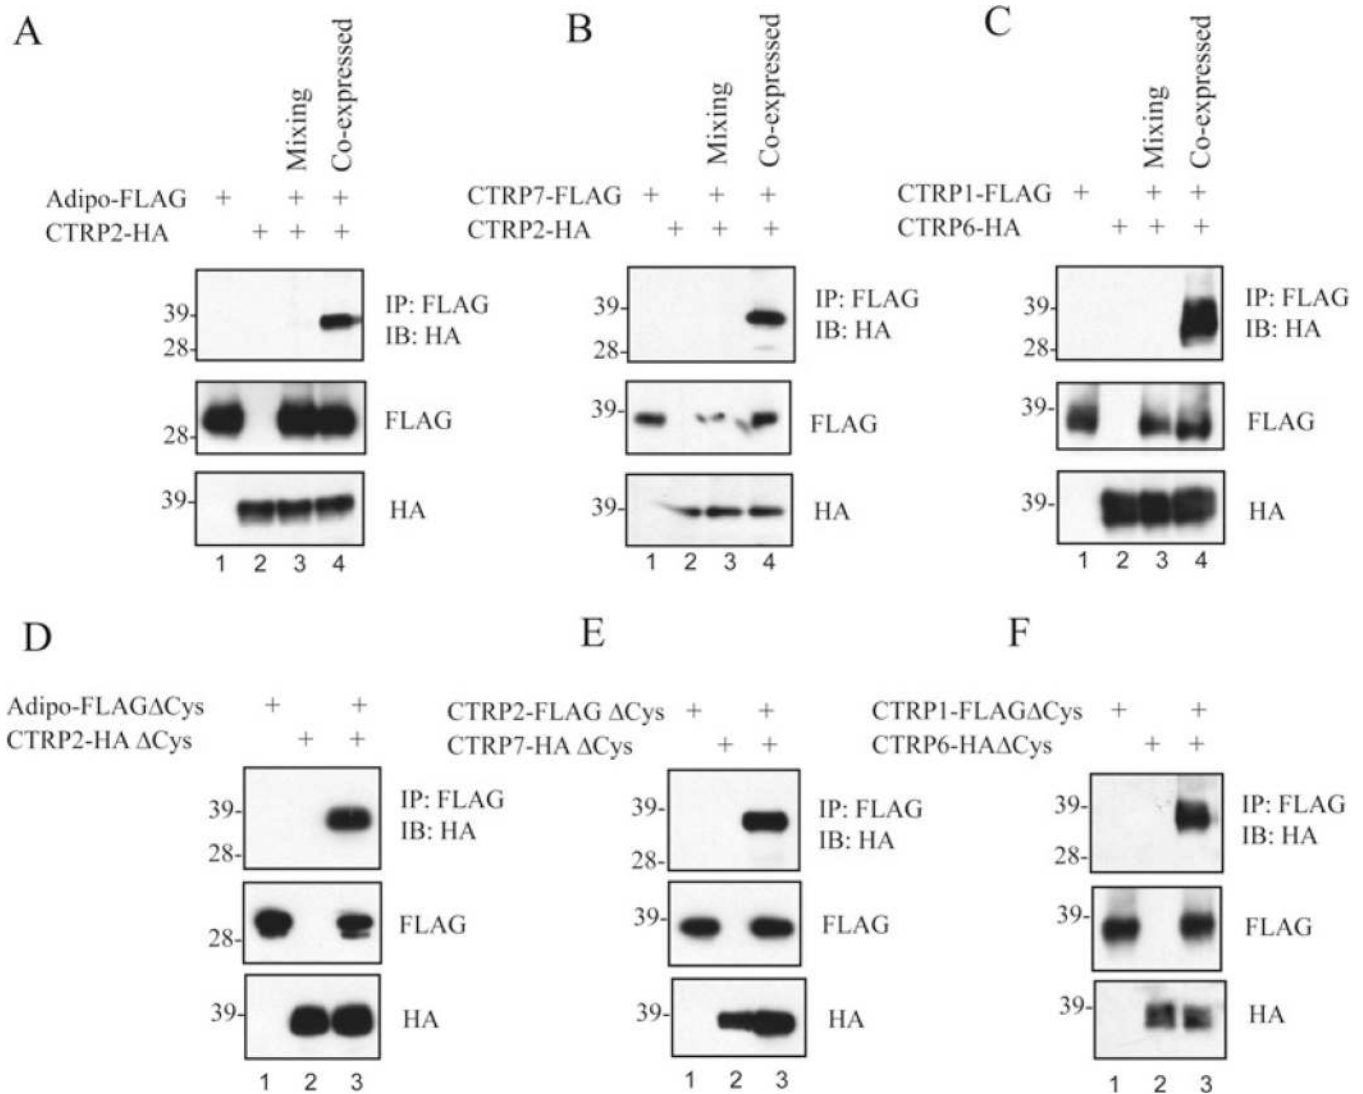 A
Mixing
Co-expressed
Adipo-FLAG + + +
CTRP2-HA + + +
39-
28-
IP: FLAG
IB: HA
28-
FLAG
39-
HA
1 2 3 4
B
Mixing
Co-expressed
CTRP7-FLAG + + +
CTRP2-HA + + +
39-
28-
IP: FLAG
IB: HA
39-
FLAG
39-
HA
1 2 3 4
C
Mixing
Co-expressed
CTRP1-FLAG + + +
CTRP6-HA + + +
39-
28-
IP: FLAG
IB: HA
39-
FLAG
39-
HA
1 2 3 4
D
Adipo-FLAGΔCys + +
CTRP2-HA ΔCys + +
39-
28-
IP: FLAG
IB: HA
28-
FLAG
39-
HA
1 2 3
E
CTRP2-FLAG ΔCys + +
CTRP7-HA ΔCys + +
39-
28-
IP: FLAG
IB: HA
39-
FLAG
39-
HA
1 2 3
F
CTRP1-FLAGΔCys + +
CTRP6-HAΔCys + +
39-
28-
IP: FLAG
IB: HA
39-
FLAG
39-
HA
1 2 3